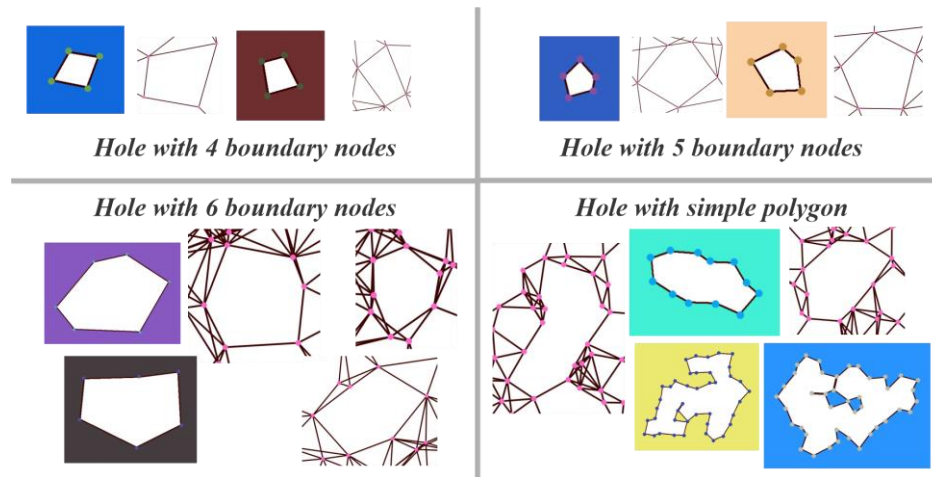 Hole with 4 boundary nodes
Hole with 5 boundary nodes
Hole with 6 boundary nodes
Hole with simple polygon